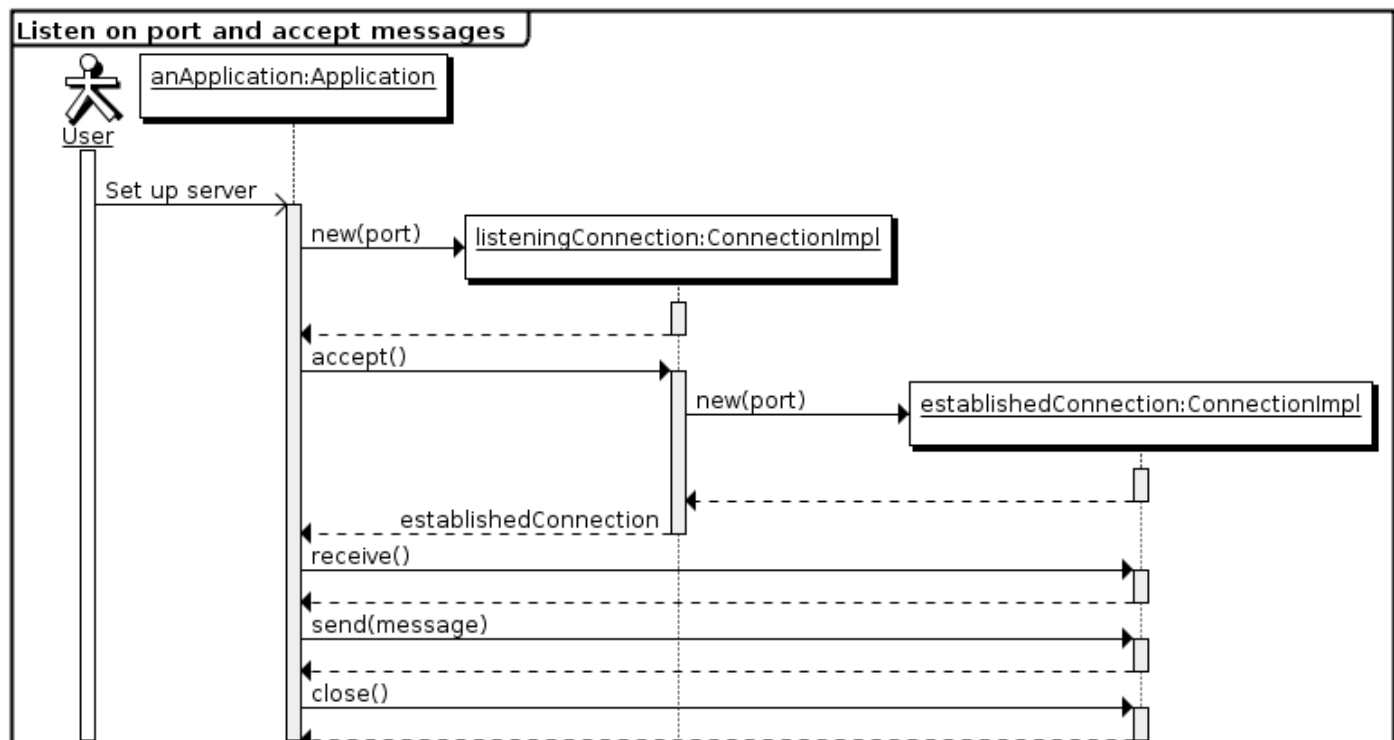 Listen on port and accept messages
anApplication:Application
User
Set up server
new(port)
listeningConnection:ConnectionImpl
accept()
new(port)
establishedConnection:ConnectionImpl
establishedConnection
receive()
send(message)
close()